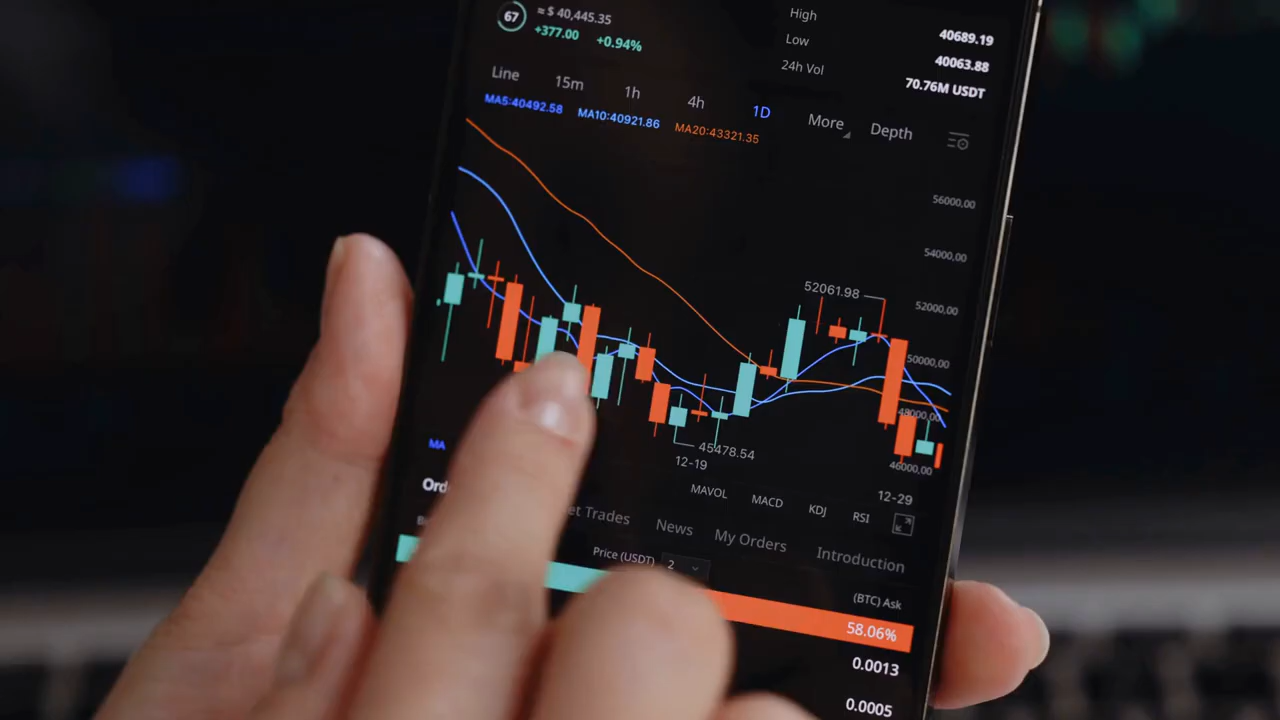 67
≈ $ 40,445.35
+377.00 +0.94%
High 40689.19
Low 40063.88
24h Vol 70.76M USDT
Line 15m 1h 4h 1D More Depth
MA5:40492.58 MA10:40921.86 MA20:43321.35
56000,00
54000,00
52061.98
52000,00
50000,00
48000,00
45478.54
46000,00
MA
12-19
12-29
MAVOL MACD KDJ RSI
Ord
et Trades News My Orders Introduction
Price (USDT) 2
(BTC) Ask
58.06%
0.0013
0.0005